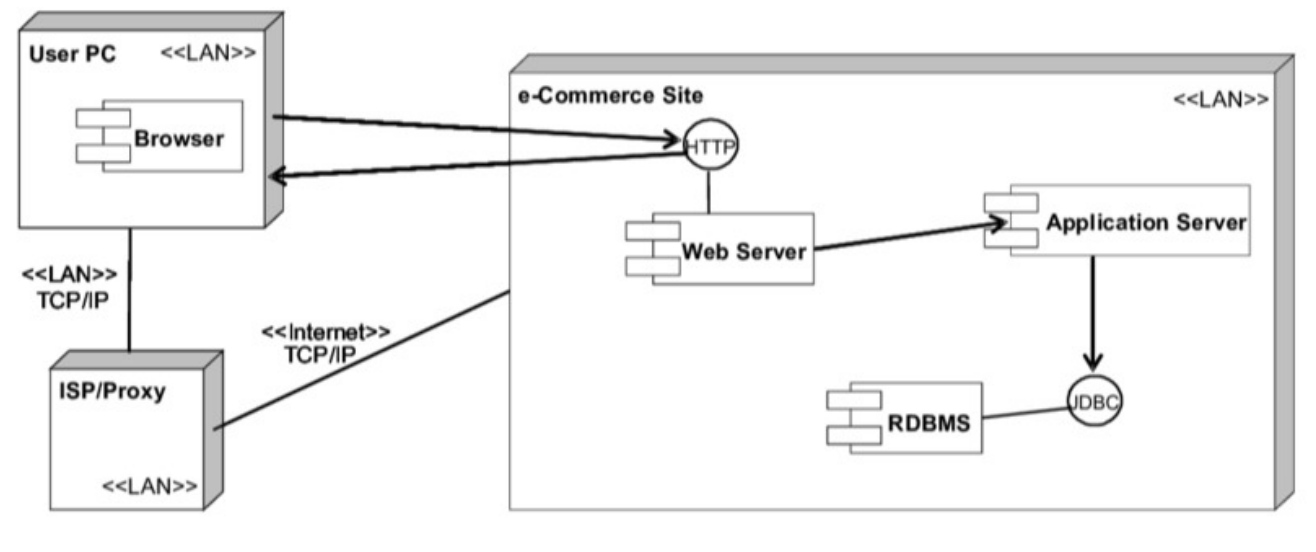 User PC
<<LAN>>
Browser
<<LAN>>
TCP/IP
ISP/Proxy
<<LAN>>
<<Internet>>
TCP/IP
e-Commerce Site
<<LAN>>
HTTP
Web Server
Application Server
RDBMS
JDBC